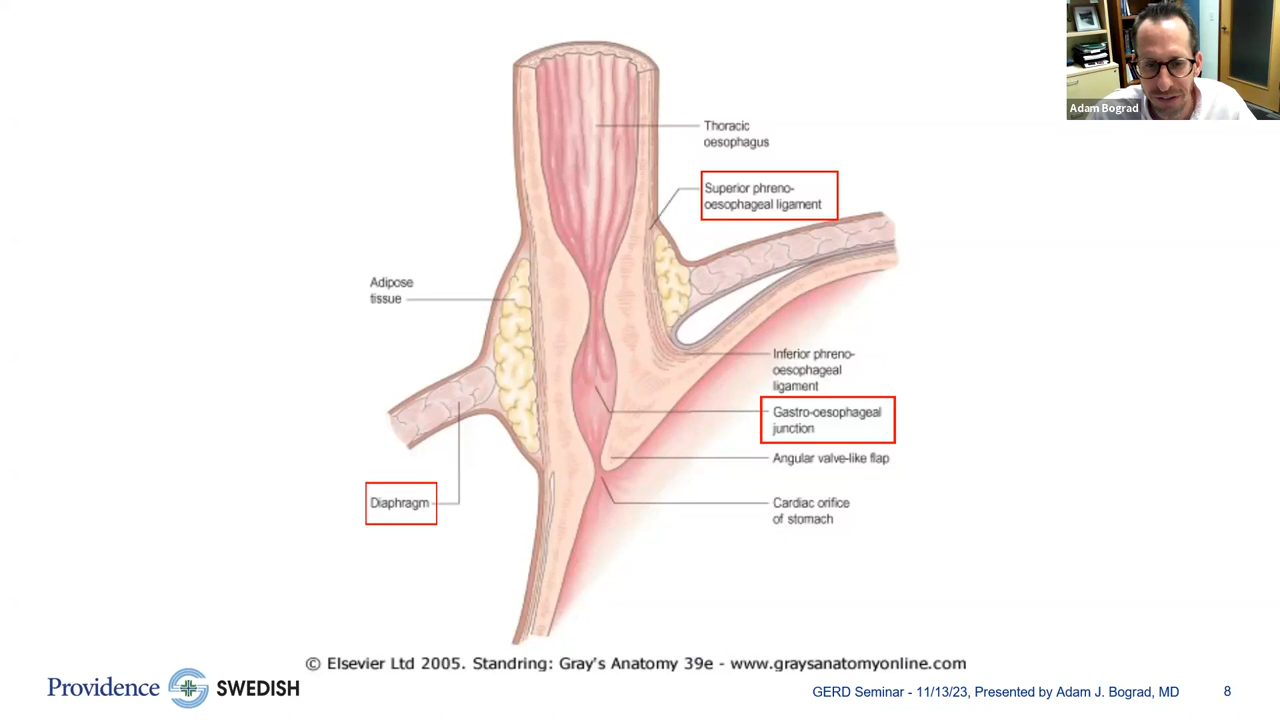 Adam Bograd
Thoracic
oesophagus
Superior phreno-
oesophageal ligament
Adipose
tissue
Inferior phreno-
oesophageal
ligament
Gastro-oesophageal
junction
Angular valve-like flap
Diaphragm
Cardiac orifice
of stomach
© Elsevier Ltd 2005. Standring: Gray's Anatomy 39e - www.graysanatomyonline.com
Providence SWEDISH
GERD Seminar - 11/13/23, Presented by Adam J. Bograd, MD 8